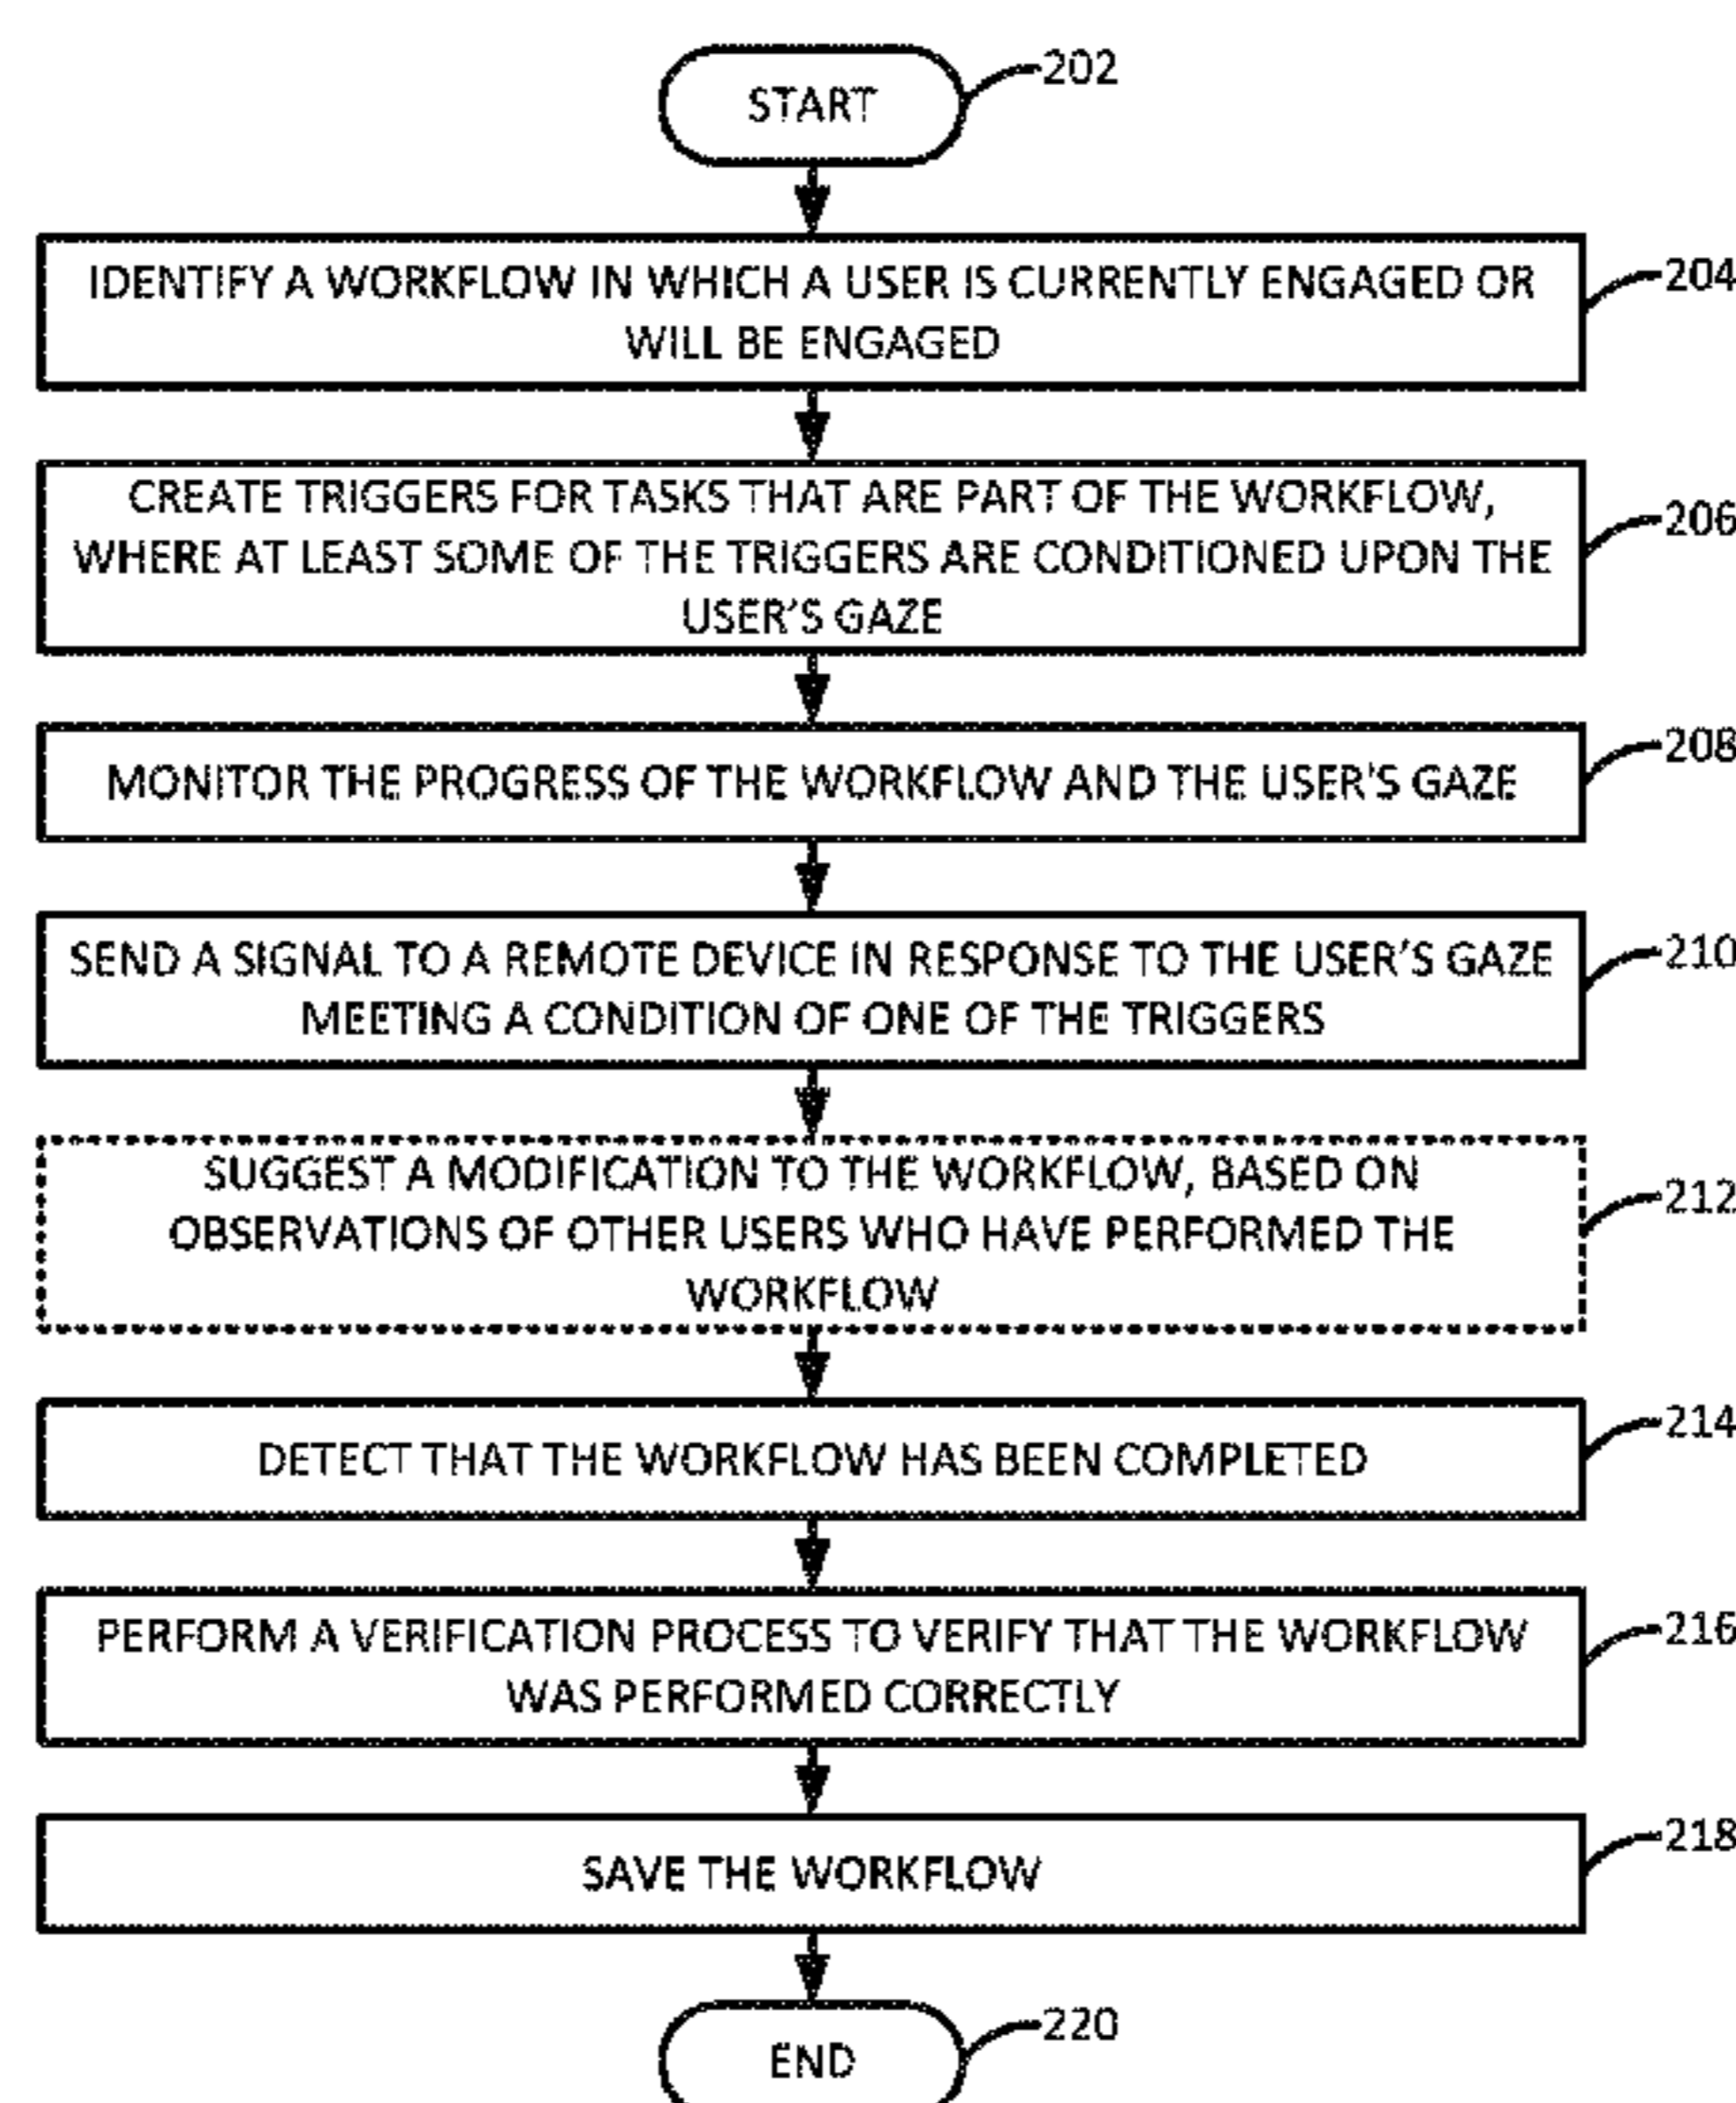 START
202
IDENTIFY A WORKFLOW IN WHICH A USER IS CURRENTLY ENGAGED OR
WILL BE ENGAGED
204
CREATE TRIGGERS FOR TASKS THAT ARE PART OF THE WORKFLOW,
WHERE AT LEAST SOME OF THE TRIGGERS ARE CONDITIONED UPON THE
USER'S GAZE
206
MONITOR THE PROGRESS OF THE WORKFLOW AND THE USER'S GAZE
208
SEND A SIGNAL TO A REMOTE DEVICE IN RESPONSE TO THE USER'S GAZE
MEETING A CONDITION OF ONE OF THE TRIGGERS
210
SUGGEST A MODIFICATION TO THE WORKFLOW, BASED ON
OBSERVATIONS OF OTHER USERS WHO HAVE PERFORMED THE
WORKFLOW
212
DETECT THAT THE WORKFLOW HAS BEEN COMPLETED
214
PERFORM A VERIFICATION PROCESS TO VERIFY THAT THE WORKFLOW
WAS PERFORMED CORRECTLY
216
SAVE THE WORKFLOW
218
END
220